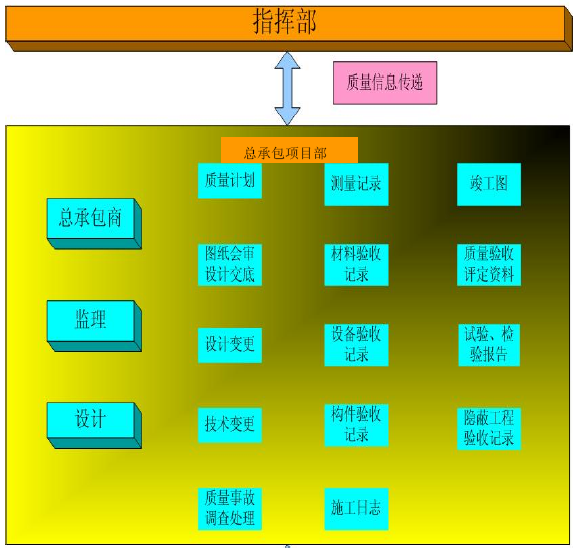 指挥部
质量信息传递
总承包项目部
总承包商
监理
设计
质量计划
图纸会审
设计交底
设计变更
技术变更
质量事故
调查处理
测量记录
材料验收
记录
设备验收
记录
构件验收
记录
施工日志
竣工图
质量验收
评定资料
试验、检
验报告
隐蔽工程
验收记录